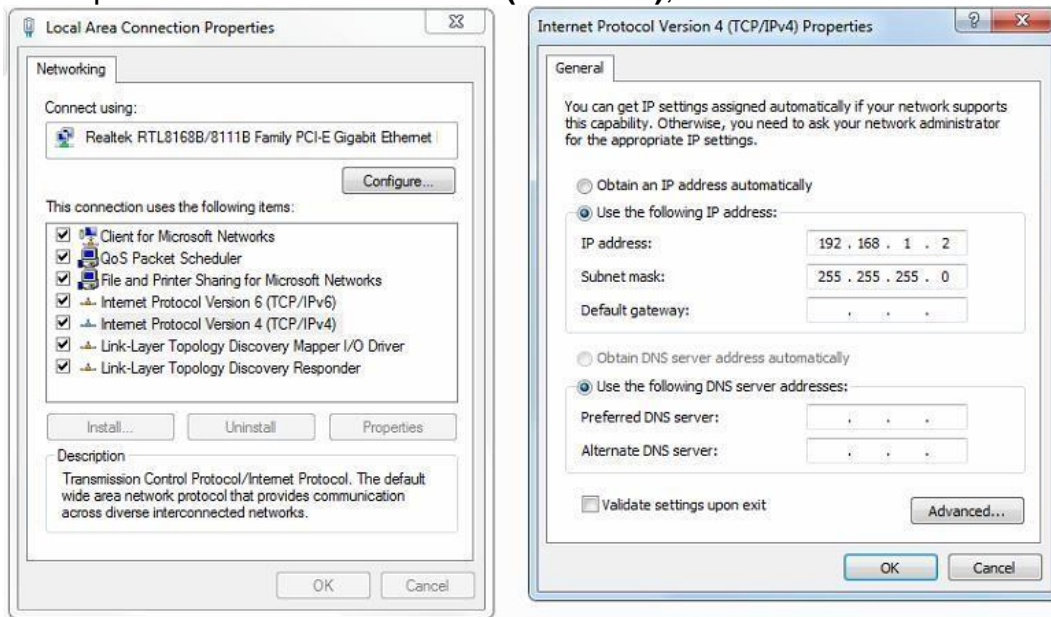 Local Area Connection Properties
Networking
Connect using:
Realtek RTL8168B/8111B Family PCI-E Gigabit Ethernet
Configure...
This connection uses the following items:
Client for Microsoft Networks
QoS Packet Scheduler
File and Printer Sharing for Microsoft Networks
Internet Protocol Version 6 (TCP/IPv6)
Internet Protocol Version 4 (TCP/IPv4)
Link-Layer Topology Discovery Mapper I/O Driver
Link-Layer Topology Discovery Responder
Install...
Uninstall
Properties
Description
Transmission Control Protocol/Internet Protocol. The default
wide area network protocol that provides communication
across diverse interconnected networks.
OK
Cancel
Internet Protocol Version 4 (TCP/IPv4) Properties
General
You can get IP settings assigned automatically if your network supports
this capability. Otherwise, you need to ask your network administrator
for the appropriate IP settings.
Obtain an IP address automatically
Use the following IP address:
IP address: 192 . 168 . 1 . 2
Subnet mask: 255 . 255 . 255 . 0
Default gateway: . . .
Obtain DNS server address automatically
Use the following DNS server addresses:
Preferred DNS server: . . .
Alternate DNS server: . . .
Validate settings upon exit
Advanced...
OK
Cancel